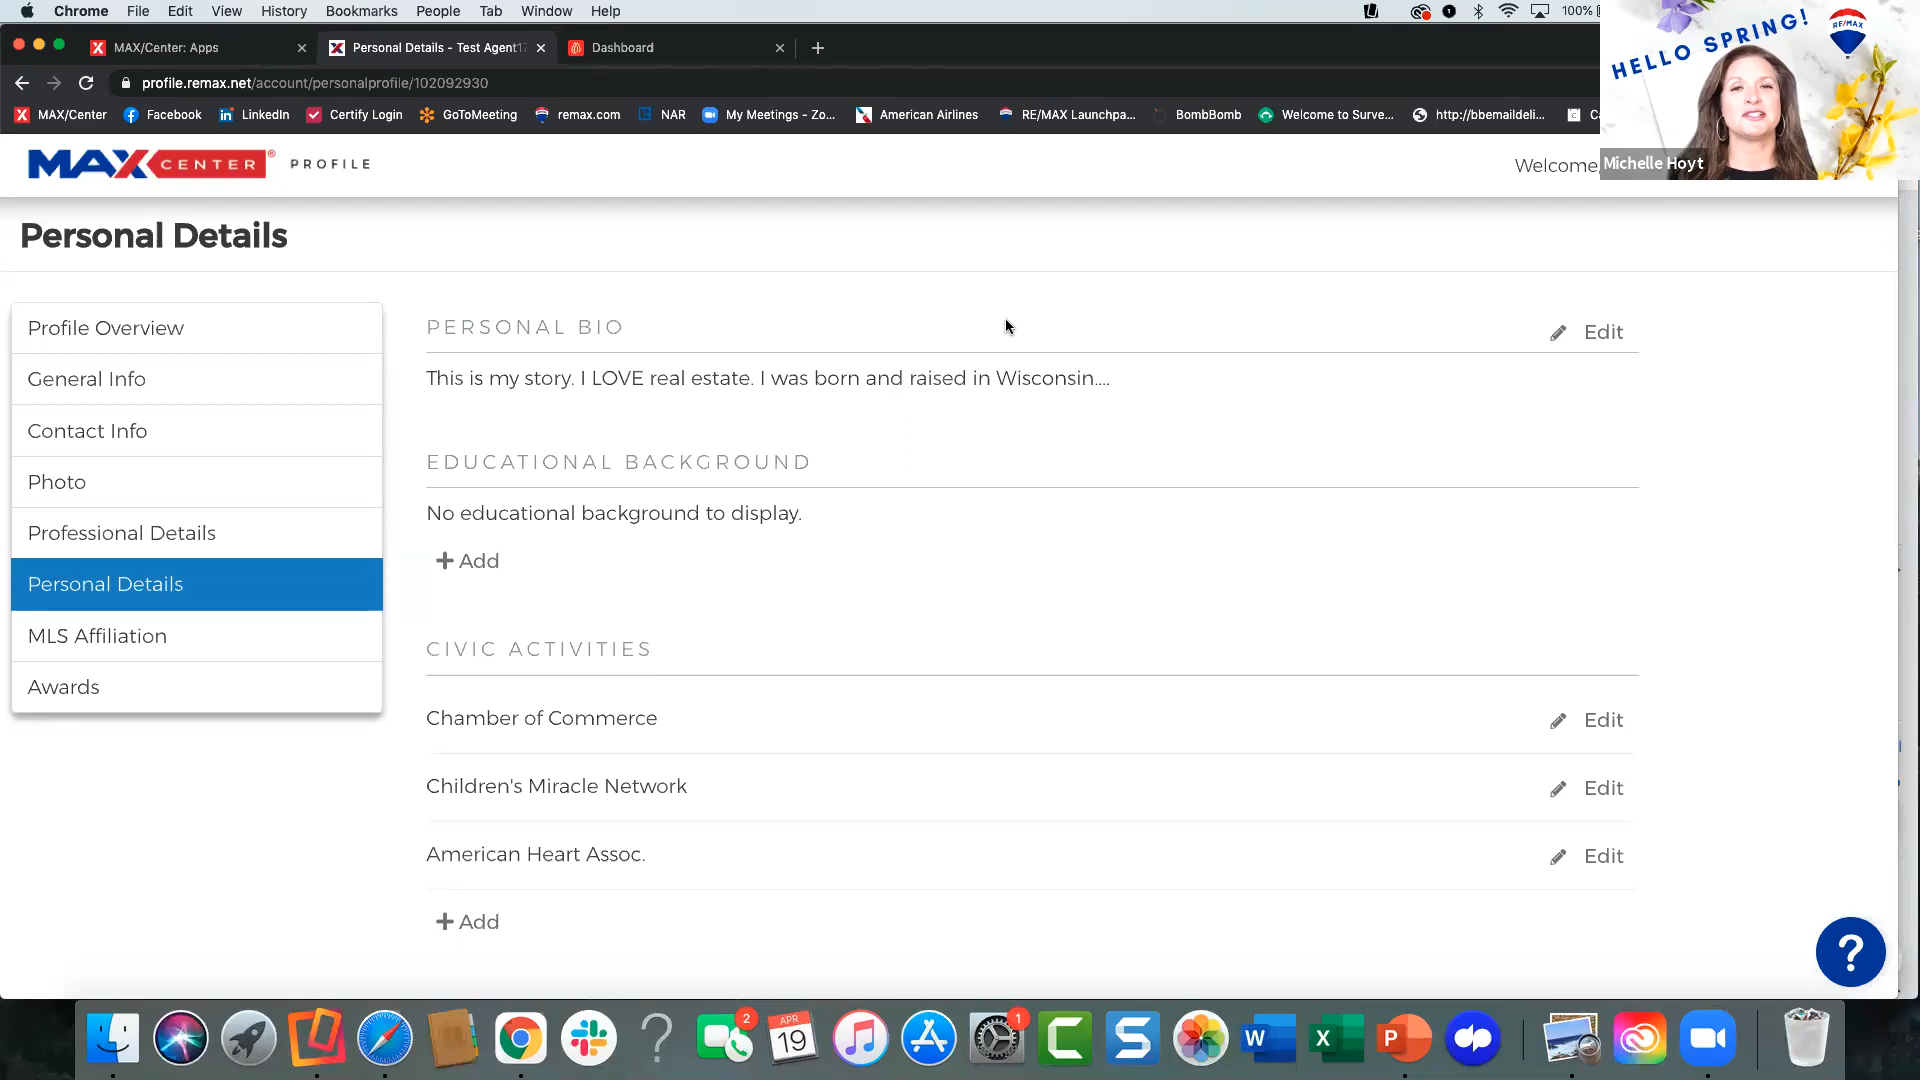 Chrome File Edit View History Bookmarks People Tab Window Help 100%
MAX/Center: Apps Personal Details - Test Agent1 Dashboard
profile.remax.net/account/personalprofile/102092930
MAX/Center Facebook LinkedIn Certify Login GoToMeeting remax.com NAR My Meetings - Zo... American Airlines RE/MAX Launchpa... BombBomb Welcome to Surve... http://bbemaildeli...
HELLO SPRING!
RE/MAX
Michelle Hoyt
MAX CENTER® PROFILE
Welcome,
Personal Details
Profile Overview
General Info
Contact Info
Photo
Professional Details
Personal Details
MLS Affiliation
Awards
PERSONAL BIO
Edit
This is my story. I LOVE real estate. I was born and raised in Wisconsin....
EDUCATIONAL BACKGROUND
No educational background to display.
+ Add
CIVIC ACTIVITIES
Chamber of Commerce
Edit
Children's Miracle Network
Edit
American Heart Assoc.
Edit
+ Add
?
2
APR
19
1
C
S
W
X
P